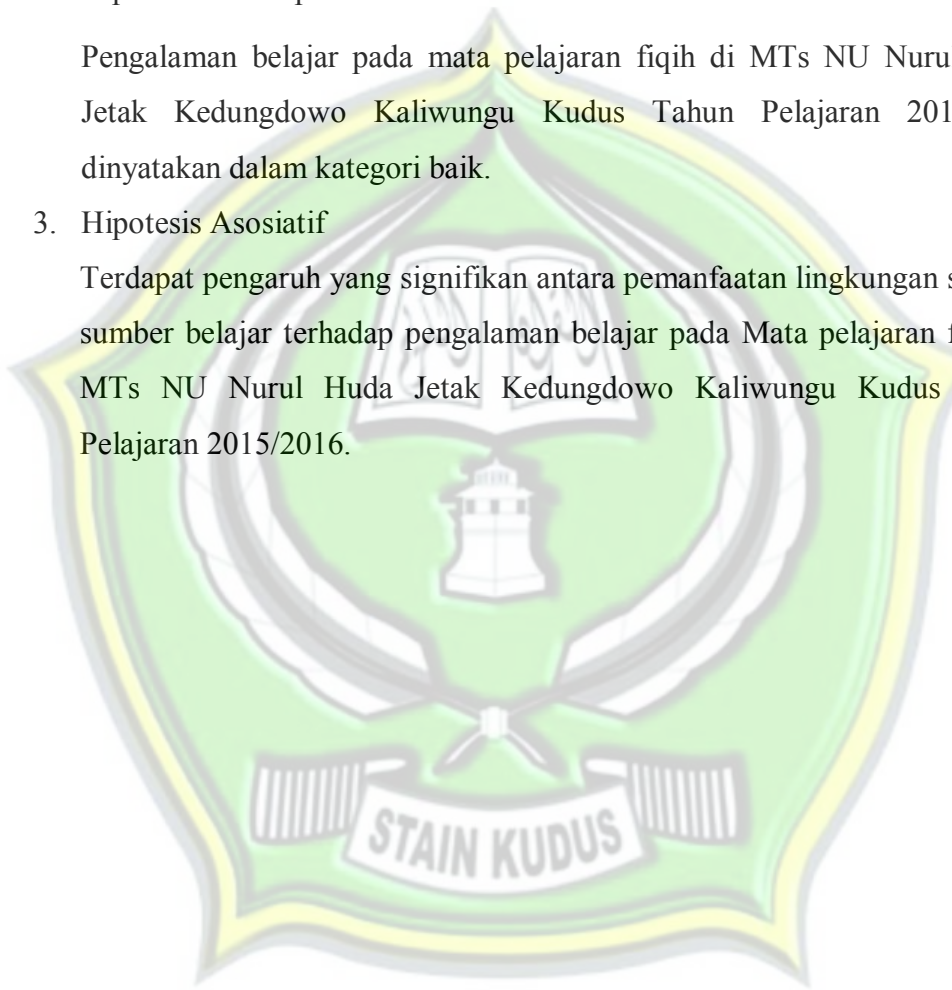 Pengalaman belajar pada mata pelajaran fiqih di MTs NU Nuru
Jetak Kedungdowo Kaliwungu Kudus Tahun Pelajaran 201
dinyatakan dalam kategori baik.
3. Hipotesis Asosiatif
Terdapat pengaruh yang signifikan antara pemanfaatan lingkungan s
sumber belajar terhadap pengalaman belajar pada Mata pelajaran f
MTs NU Nurul Huda Jetak Kedungdowo Kaliwungu Kudus
Pelajaran 2015/2016.
STAIN KUDUS